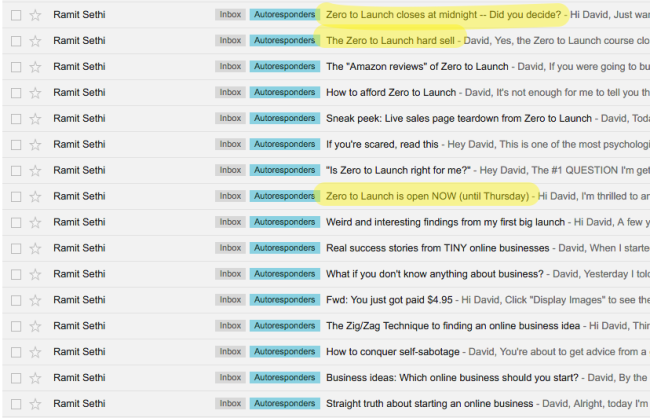 Ramit Sethi Inbox Autoresponders Zero to Launch closes at midnight -- Did you decide? - Hi David, Just
Ramit Sethi Inbox Autoresponders The Zero to Launch hard sell - David, Yes, the Zero to Launch course
Ramit Sethi Inbox Autoresponders The "Amazon reviews" of Zero to Launch - David, If you were going to
Ramit Sethi Inbox Autoresponders How to afford Zero to Launch - David, It's not enough for me to tell you
Ramit Sethi Inbox Autoresponders Sneak peek: Live sales page teardown from Zero to Launch - David,
Ramit Sethi Inbox Autoresponders If you're scared, read this - Hey David, This is one of the most
Ramit Sethi Inbox Autoresponders "Is Zero to Launch right for me?" - Hey David, The #1 QUESTION I'm
Ramit Sethi Inbox Autoresponders Zero to Launch is open NOW (until Thursday) - Hi David, I'm thrilled to
Ramit Sethi Inbox Autoresponders Weird and interesting findings from my first big launch - Hi David, A few
Ramit Sethi Inbox Autoresponders Real success stories from TINY online businesses - David, When I
Ramit Sethi Inbox Autoresponders What if you don't know anything about business? - David, Yesterday I
Ramit Sethi Inbox Autoresponders Fwd: You just got paid $4.95 - Hi David, Click "Display Images" to see
Ramit Sethi Inbox Autoresponders The Zig/Zag Technique to finding an online business idea - Hi David,
Ramit Sethi Inbox Autoresponders How to conquer self-sabotage - David, You're about to get advice from a
Ramit Sethi Inbox Autoresponders Business ideas: Which online business should you start? - David, By the
Ramit Sethi Inbox Autoresponders Straight truth about starting an online business - David, Alright, today I'm